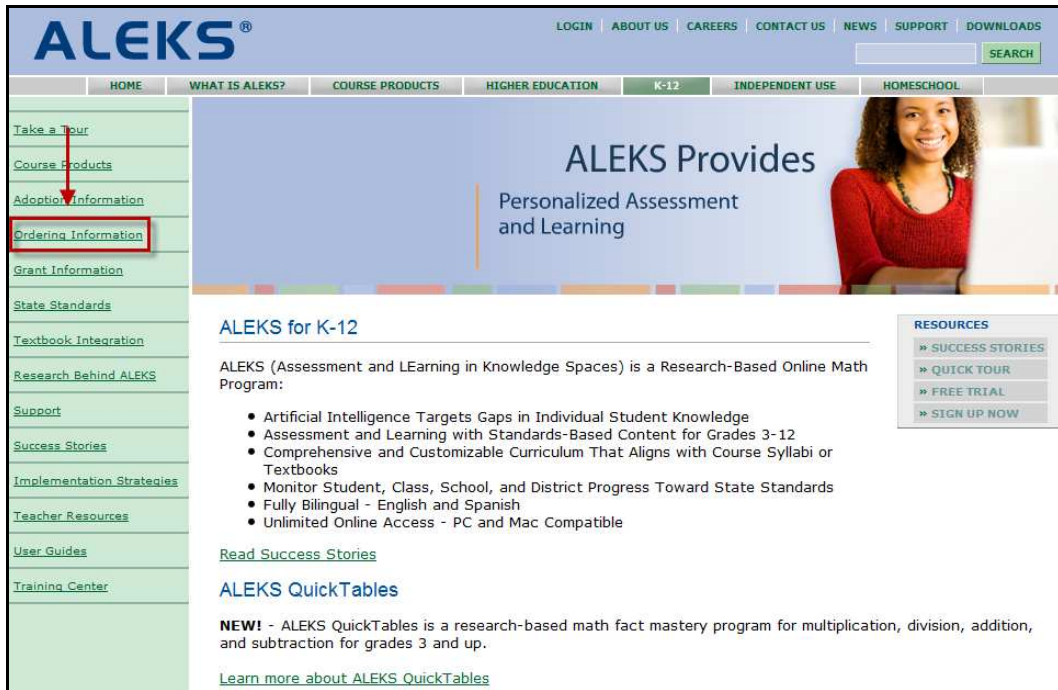 ALEKS®
LOGIN ABOUT US CAREERS CONTACT US NEWS SUPPORT DOWNLOADS
SEARCH
HOME WHAT IS ALEKS? COURSE PRODUCTS HIGHER EDUCATION K-12 INDEPENDENT USE HOMESCHOOL
Take a Tour
Course Products
Adoption Information
Ordering Information
Grant Information
State Standards
Textbook Integration
Research Behind ALEKS
Support
Success Stories
Implementation Strategies
Teacher Resources
User Guides
Training Center
ALEKS Provides
Personalized Assessment
and Learning
ALEKS for K-12
ALEKS (Assessment and LEarning in Knowledge Spaces) is a Research-Based Online Math
Program:
• Artificial Intelligence Targets Gaps in Individual Student Knowledge
• Assessment and Learning with Standards-Based Content for Grades 3-12
• Comprehensive and Customizable Curriculum That Aligns with Course Syllabi or
Textbooks
• Monitor Student, Class, School, and District Progress Toward State Standards
• Fully Bilingual - English and Spanish
• Unlimited Online Access - PC and Mac Compatible
Read Success Stories
ALEKS QuickTables
NEW! - ALEKS QuickTables is a research-based math fact mastery program for multiplication, division, addition,
and subtraction for grades 3 and up.
Learn more about ALEKS QuickTables
RESOURCES
» SUCCESS STORIES
» QUICK TOUR
» FREE TRIAL
» SIGN UP NOW